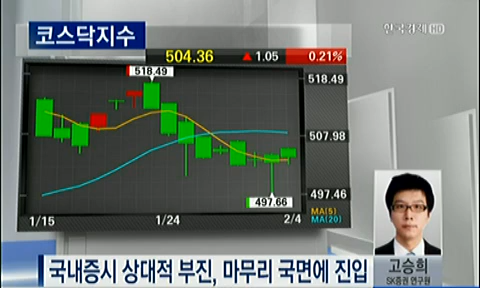 코스닥지수
504.36 ▲ 1.05 0.21%
한국경제 HD
518.49
518.49
507.98
497.66
497.46
1/15 1/24 2/4
MA(5)
MA(20)
고승희
SK증권 연구원
국내증시 상대적 부진, 마무리 국면에 진입